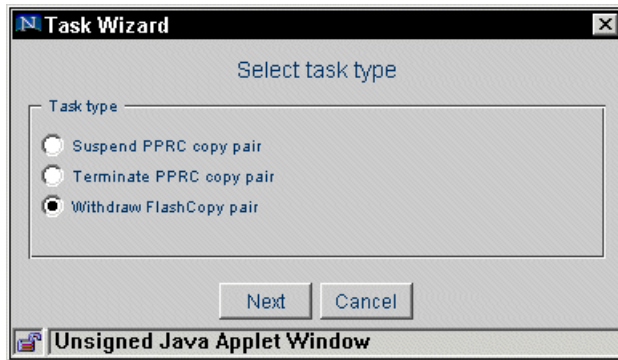 N Task Wizard
Select task type
Task type
Suspend PPRC copy pair
Terminate PPRC copy pair
Withdraw FlashCopy pair
Next Cancel
Unsigned Java Applet Window